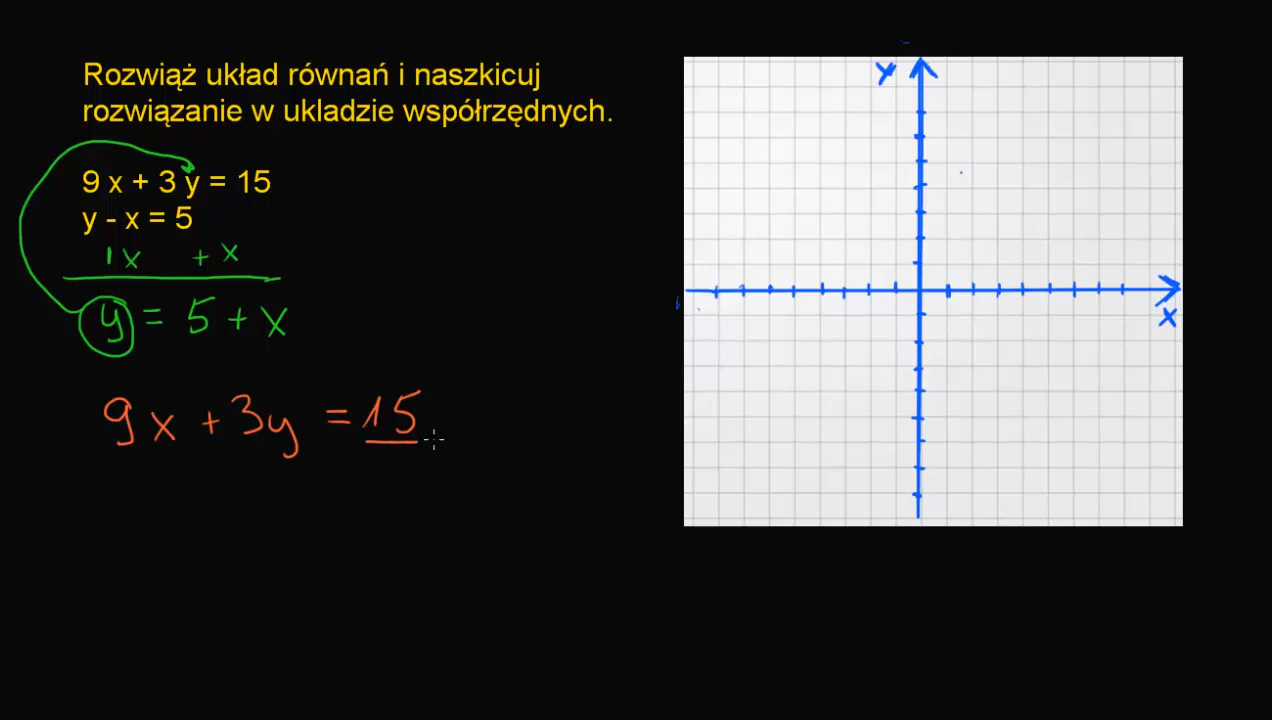 Rozwiąż układ równań i naszkicuj
rozwiązanie w ukladzie współrzędnych.
9 x + 3 y = 15
y - x = 5
+ x
y = 5 + x
9x + 3y = 15
y
x